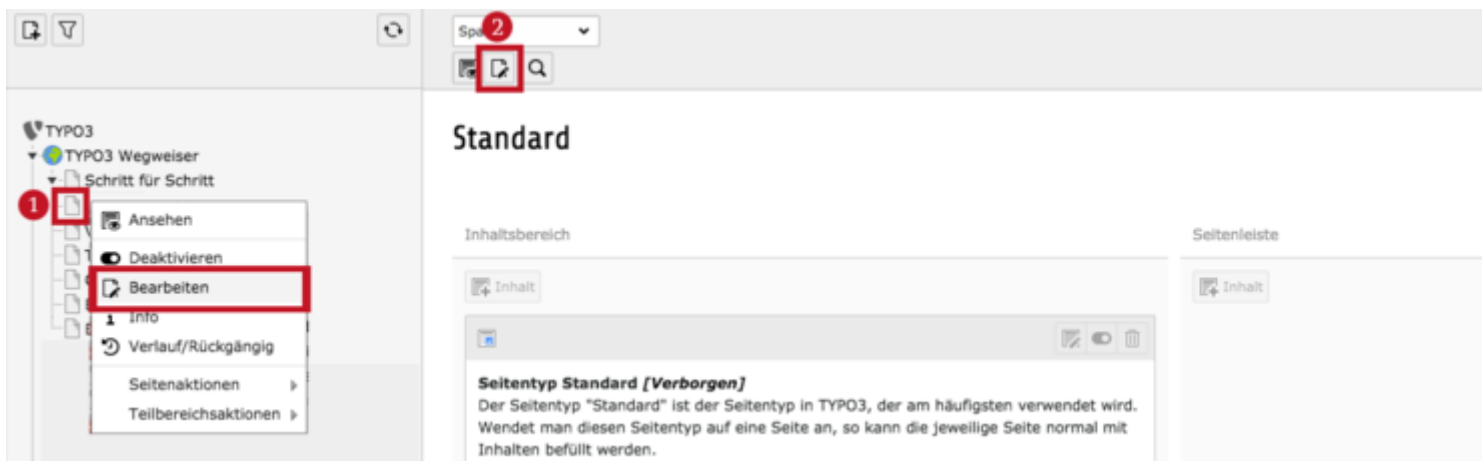 2
1
TYPO3
TYPO3 Wegweiser
Schritt für Schritt
Ansehen
Deaktivieren
Bearbeiten
Info
Verlauf/Rückgängig
Seitenaktionen
Teilbereichsaktionen
Standard
Inhaltsbereich
Inhalt
Seitentyp Standard [Verborgen]
Der Seitentyp "Standard" ist der Seitentyp in TYPO3, der am häufigsten verwendet wird.
Wendet man diesen Seitentyp auf eine Seite an, so kann die jeweilige Seite normal mit
Inhalten befüllt werden.
Seitenleiste
Inhalt